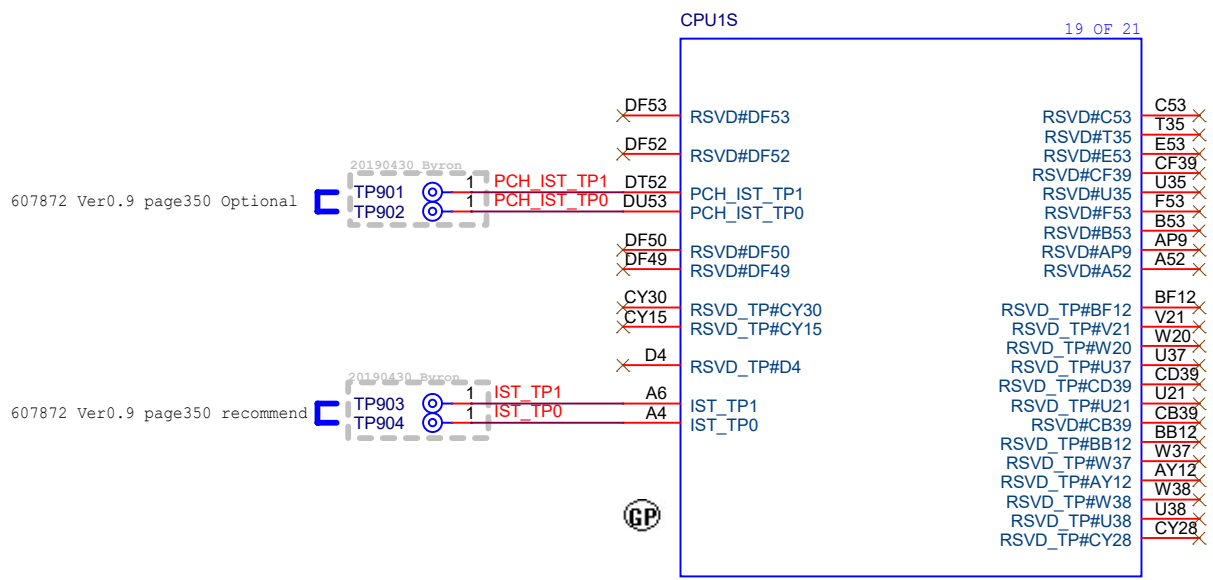 CPU1S
19 OF 21
DF53 RSVD#DF53
DF52 RSVD#DF52
20190430 Byron
607872 Ver0.9 page350 Optional
TP901 1 PCH_IST_TP1 DT52 PCH_IST_TP1
TP902 1 PCH_IST_TP0 DU53 PCH_IST_TP0
DF50 RSVD#DF50
DF49 RSVD#DF49
CY30 RSVD_TP#CY30
CY15 RSVD_TP#CY15
D4 RSVD_TP#D4
20190430 Byron
607872 Ver0.9 page350 recommend
TP903 1 IST_TP1 A6 IST_TP1
TP904 1 IST_TP0 A4 IST_TP0
GP
RSVD#C53 C53
RSVD#T35 T35
RSVD#E53 E53
RSVD#CF39 CF39
RSVD#U35 U35
RSVD#F53 F53
RSVD#B53 B53
RSVD#AP9 AP9
RSVD#A52 A52
RSVD_TP#BF12 BF12
RSVD_TP#V21 V21
RSVD_TP#W20 W20
RSVD_TP#U37 U37
RSVD_TP#CD39 CD39
RSVD_TP#U21 U21
RSVD#CB39 CB39
RSVD_TP#BB12 BB12
RSVD_TP#W37 W37
RSVD_TP#AY12 AY12
RSVD_TP#W38 W38
RSVD_TP#U38 U38
RSVD_TP#CY28 CY28